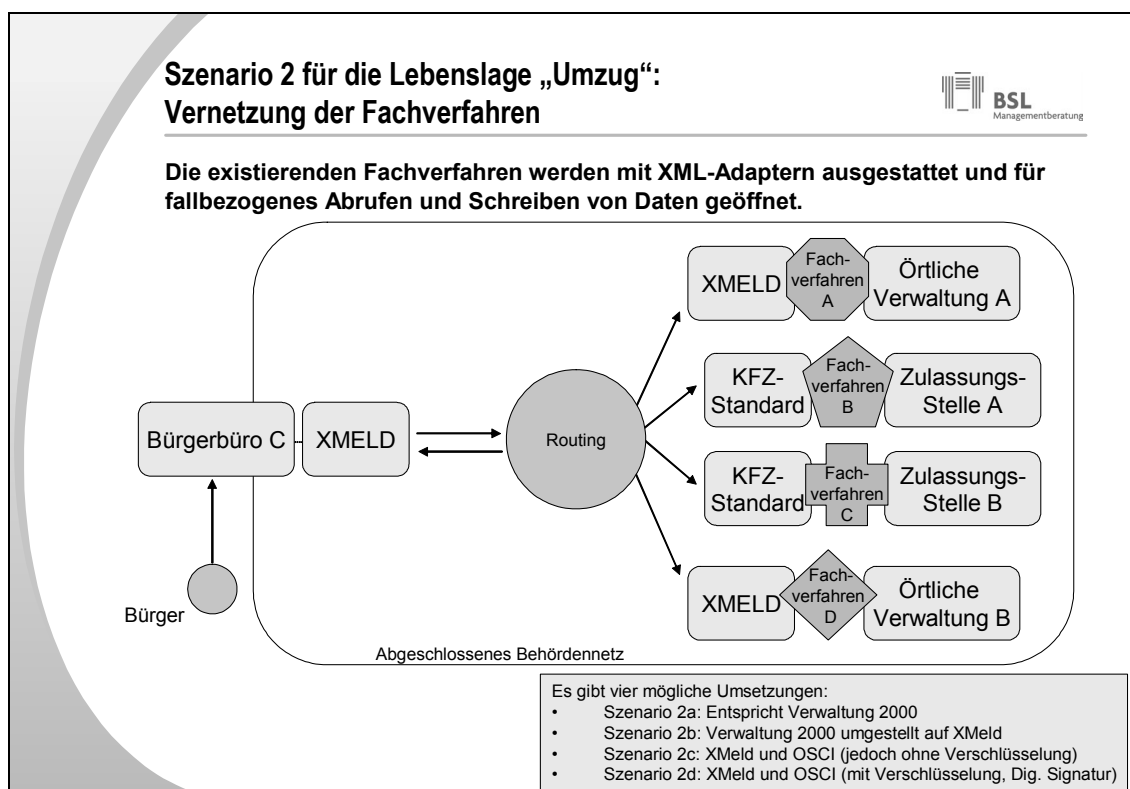 Szenario 2 für die Lebenslage „Umzug“:
Vernetzung der Fachverfahren
BSL
Managementberatung
Die existierenden Fachverfahren werden mit XML-Adaptern ausgestattet und für
fallbezogenes Abrufen und Schreiben von Daten geöffnet.
XMELD
Fach-
verfahren
A
Örtliche
Verwaltung A
KFZ-
Standard
Fach-
verfahren
B
Zulassungs-
Stelle A
Bürgerbüro C
XMELD
Routing
KFZ-
Standard
Fach-
verfahren
C
Zulassungs-
Stelle B
XMELD
Fach-
verfahren
D
Örtliche
Verwaltung B
Bürger
Abgeschlossenes Behördennetz
Es gibt vier mögliche Umsetzungen:
• Szenario 2a: Entspricht Verwaltung 2000
• Szenario 2b: Verwaltung 2000 umgestellt auf XMeld
• Szenario 2c: XMeld und OSCI (jedoch ohne Verschlüsselung)
• Szenario 2d: XMeld und OSCI (mit Verschlüsselung, Dig. Signatur)